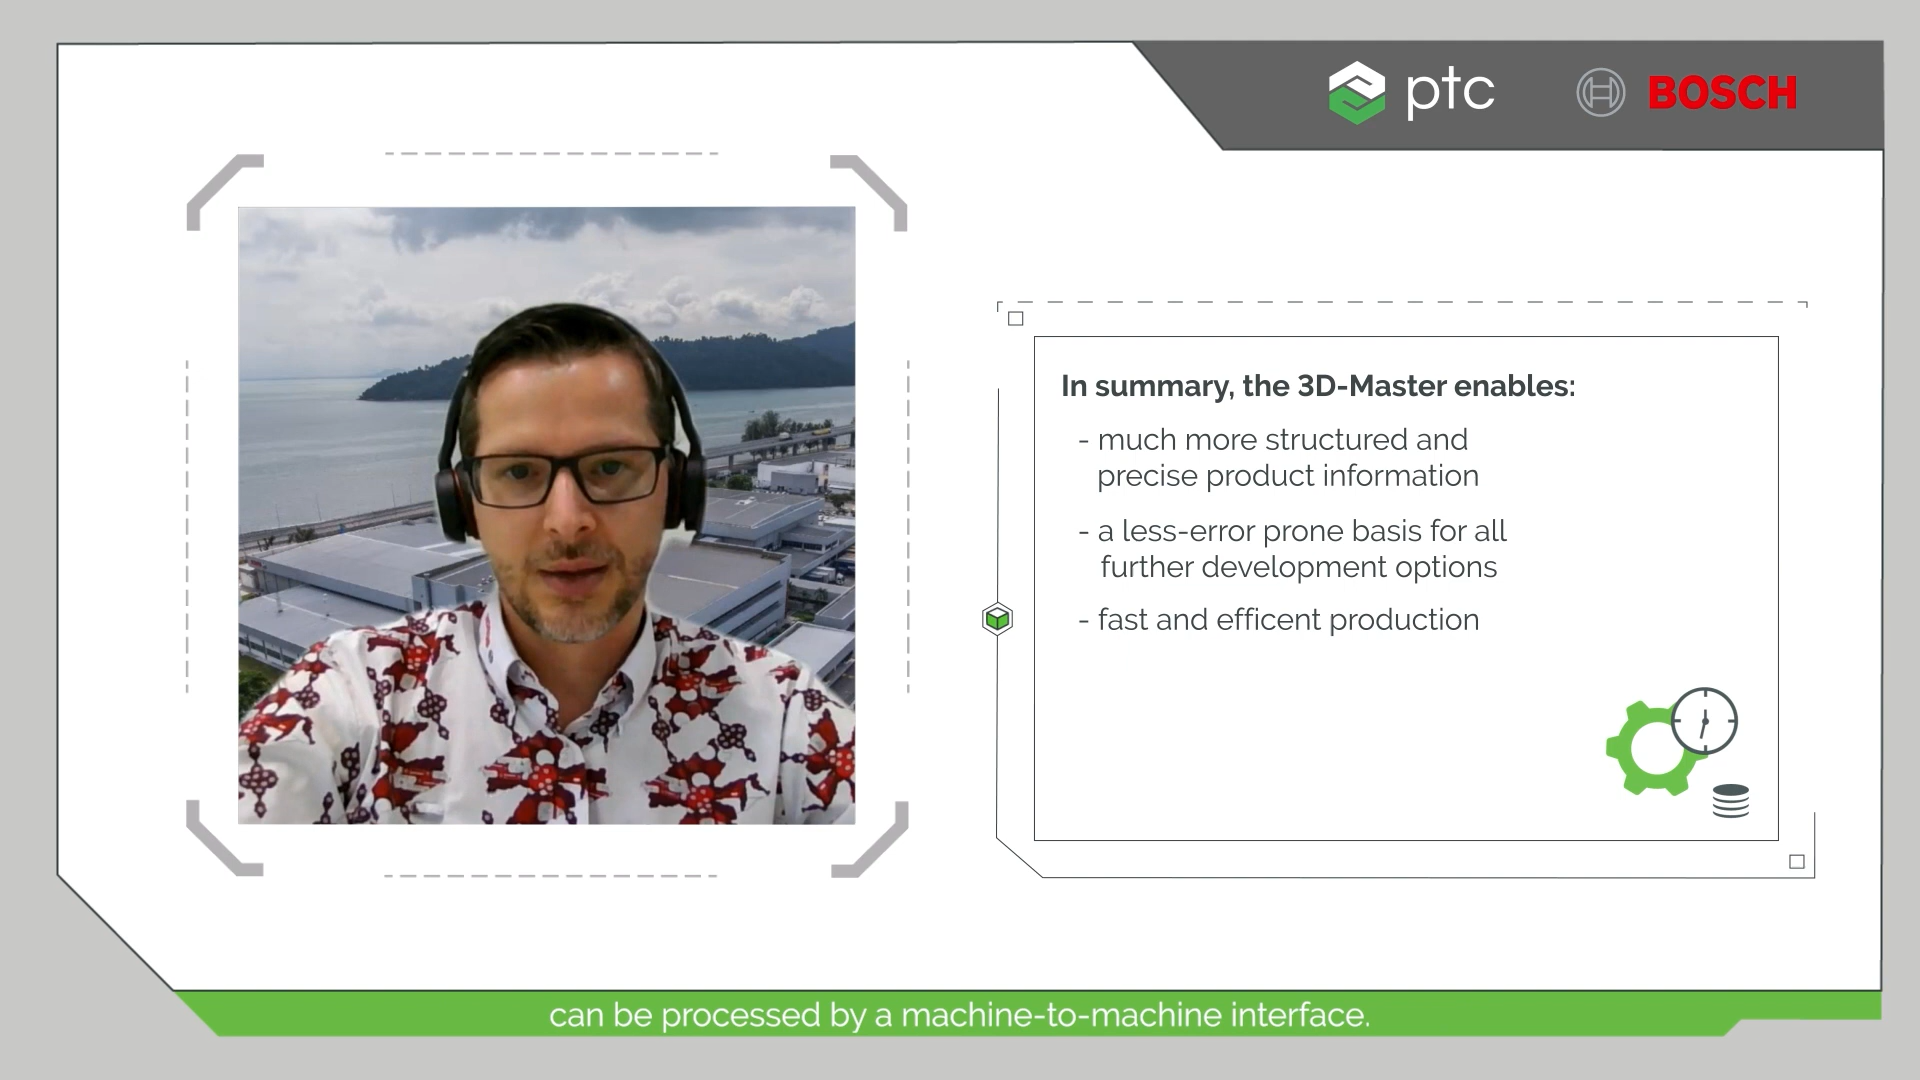 ptc
BOSCH
In summary, the 3D-Master enables:
- much more structured and
precise product information
- a less-error prone basis for all
further development options
- fast and efficent production
can be processed by a machine-to-machine interface.